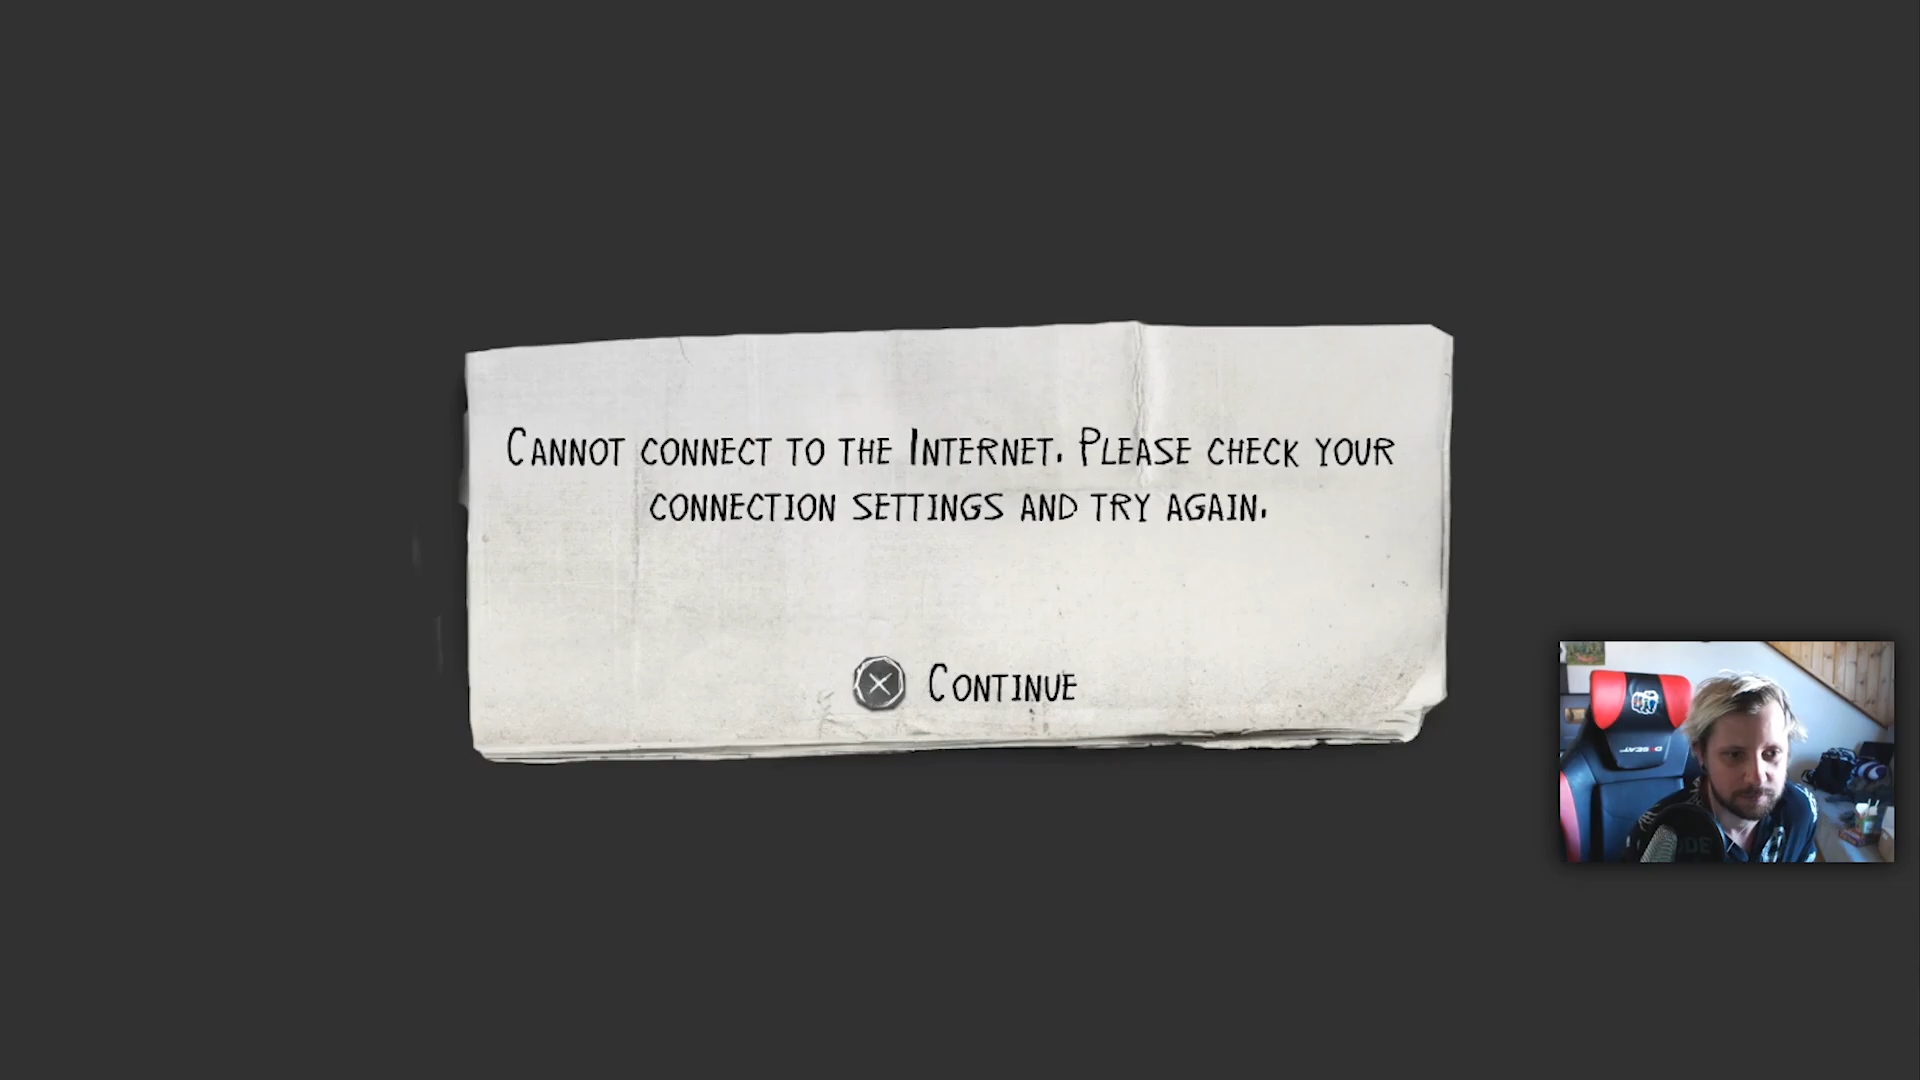 Cannot connect to the Internet. Please check your
connection settings and try again.
Continue